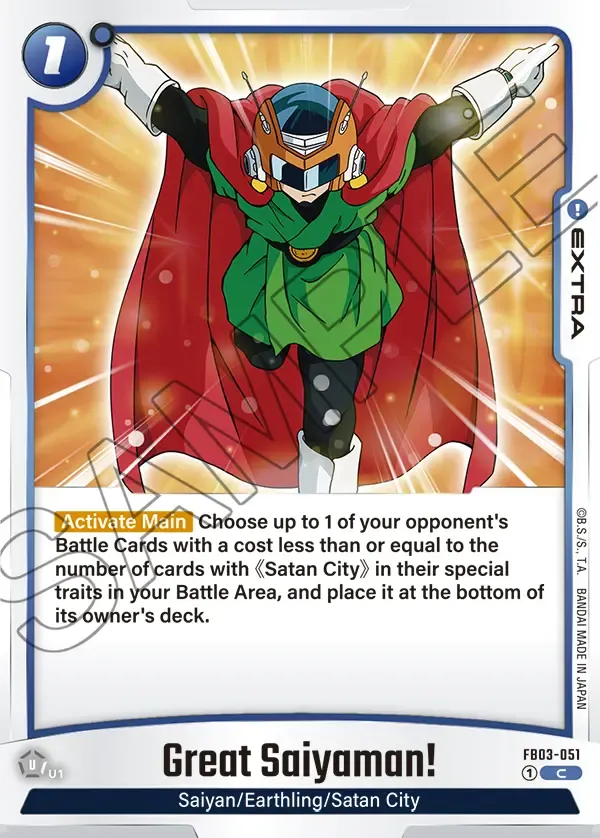 1
EXTRA
SAMPLE
Activate Main Choose up to 1 of your opponent's
Battle Cards with a cost less than or equal to the
number of cards with 《Satan City》 in their special
traits in your Battle Area, and place it at the bottom of
its owner's deck.
©B.S./S., T.A. BANDAI MADE IN JAPAN
Great Saiyaman!
FB03-051
U/U1
1 C
Saiyan/Earthling/Satan City